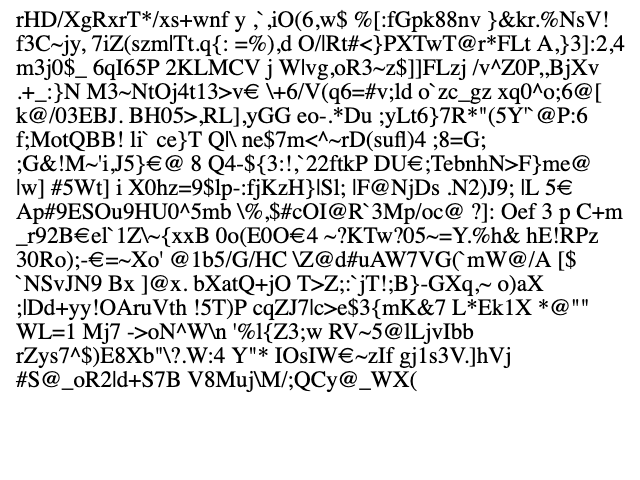 rHD/XgRxrT*/xs+wnf y ,`,iO(6,w$ %[:fGpk88nv }&kr.%NsV!
f3C~jy, 7iZ(szm|Tt.q{: =%),d O/|Rt#<}PXTwT@r*FLt A,}3]:2,4
m3j0$_ 6qI65P 2KLMCV j W|vg,oR3~z$]]FLzj /v^Z0P,,BjXv
.+_:}N M3~NtOj4t13>v€ \+6/V(q6=#v;ld o`zc_gz xq0^o;6@[
k@/03EBJ. BH05>,RL],yGG eo-.*Du ;yLt6}7R*"(5Y'`@P:6
f;MotQBB! li` ce}T Q|\ ne$7m<^~rD(sufl)4 ;8=G;
;G&!M~'i,J5}€@ 8 Q4-${3:!,`22ftkP DU€;TebnhN>F}me@
|w] #5Wt] i X0hz=9$lp-:fjKzH}|Sl; |F@NjDs .N2)J9; |L 5€
Ap#9ESOu9HU0^5mb \%,$#cOI@R`3Mp/oc@ ?]: Oef 3 p C+m
_r92B€el`1Z\~{xxB 0o(E0O€4 ~?KTw?05~=Y.%h& hE!RPz
30Ro);-€=~Xo' @1b5/G/HC \Z@d#uAW7VG(`mW@/A [$
`NSvJN9 Bx ]@x. bXatQ+jO T>Z;:`jT!;B}-GXq,~ o)aX
;|Dd+yy!OAruVth !5T)P cqZJ7|c>e$3{mK&7 L*Ek1X *@""
WL=1 Mj7 ->oN^W\n '%l{Z3;w RV~5@lLjvIbb
rZys7^$)E8Xb"\?.W:4 Y"* IOsIW€~zIf gj1s3V.]hVj
#S@_oR2|d+S7B V8Muj\M/;QCy@_WX(